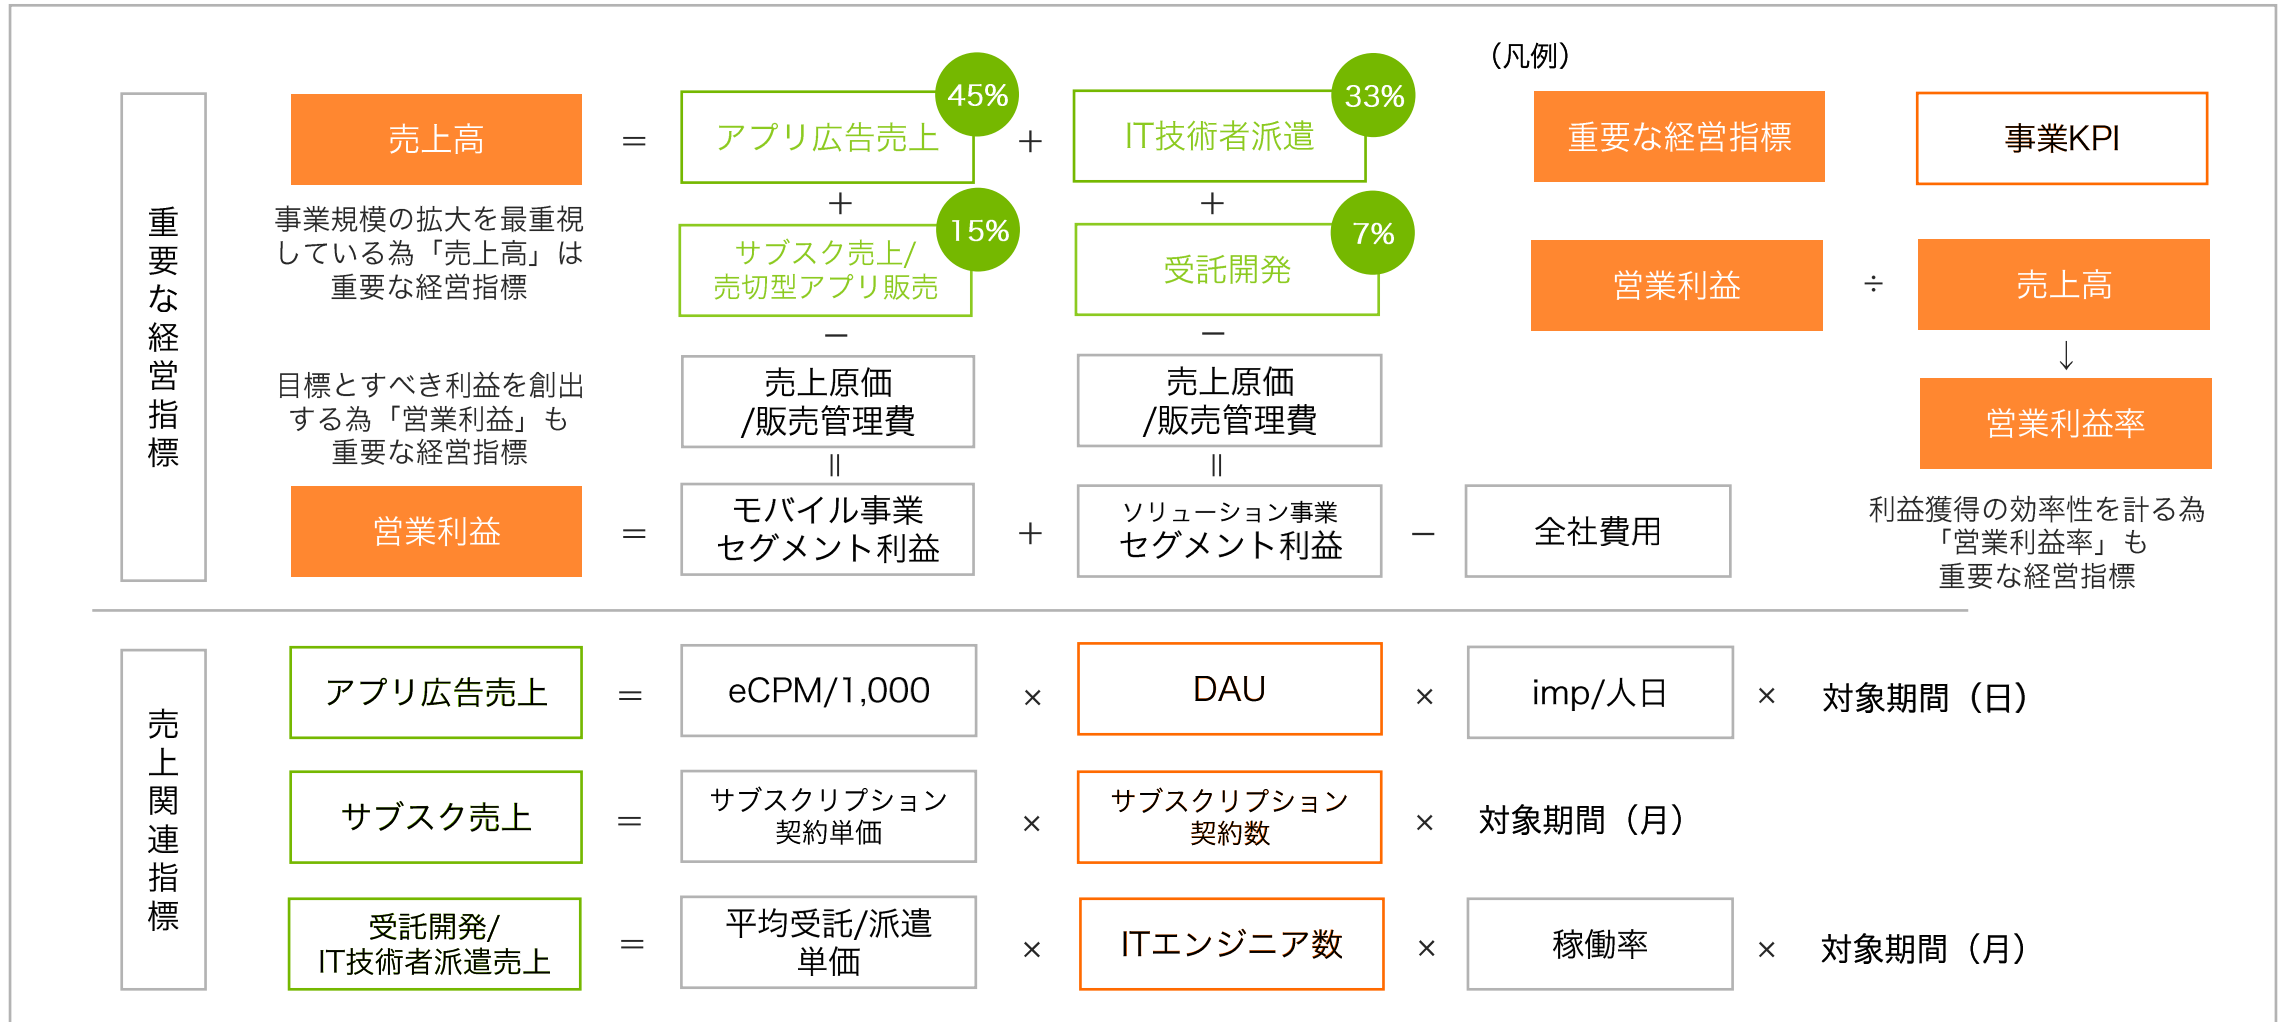 （凡例）
重要な経営指標
売上高
＝
アプリ広告売上
45%
＋
IT技術者派遣
33%
重要な経営指標
事業KPI
事業規模の拡大を最重視
している為「売上高」は
重要な経営指標
＋
＋
サブスク売上/
売切型アプリ販売
15%
受託開発
7%
営業利益
÷
売上高
−
−
↓
目標とすべき利益を創出
する為「営業利益」も
重要な経営指標
売上原価
/販売管理費
売上原価
/販売管理費
営業利益率
＝
＝
営業利益
＝
モバイル事業
セグメント利益
＋
ソリューション事業
セグメント利益
−
全社費用
利益獲得の効率性を計る為
「営業利益率」も
重要な経営指標
売上関連指標
アプリ広告売上
＝
eCPM/1,000
×
DAU
×
imp/人日
×
対象期間（日）
サブスク売上
＝
サブスクリプション
契約単価
×
サブスクリプション
契約数
×
対象期間（月）
受託開発/
IT技術者派遣売上
＝
平均受託/派遣
単価
×
ITエンジニア数
×
稼働率
×
対象期間（月）